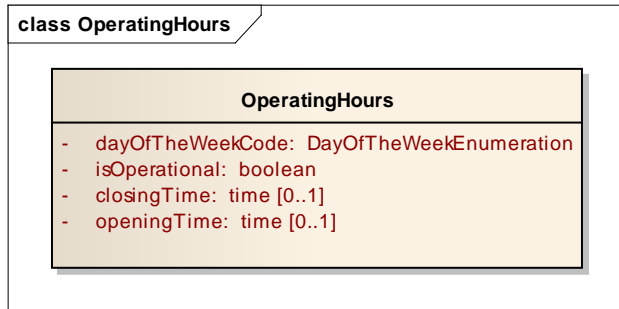 class OperatingHours
OperatingHours
- dayOfTheWeekCode: DayOfTheWeekEnumeration
- isOperational: boolean
- closingTime: time [0..1]
- openingTime: time [0..1]